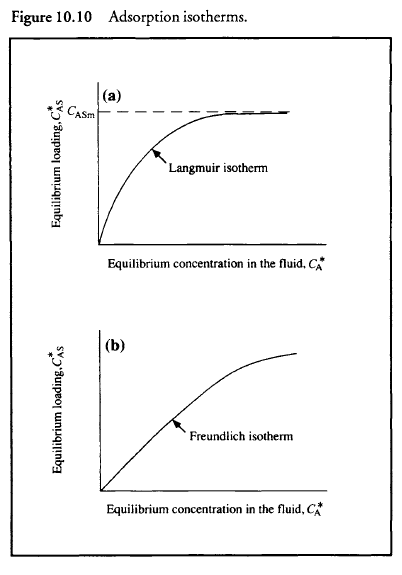 Figure 10.10 Adsorption isotherms.
(a)
Equilibrium loading, C*AS
CASm
Langmuir isotherm
Equilibrium concentration in the fluid, C*A
(b)
Equilibrium loading, C*AS
Freundlich isotherm
Equilibrium concentration in the fluid, C*A